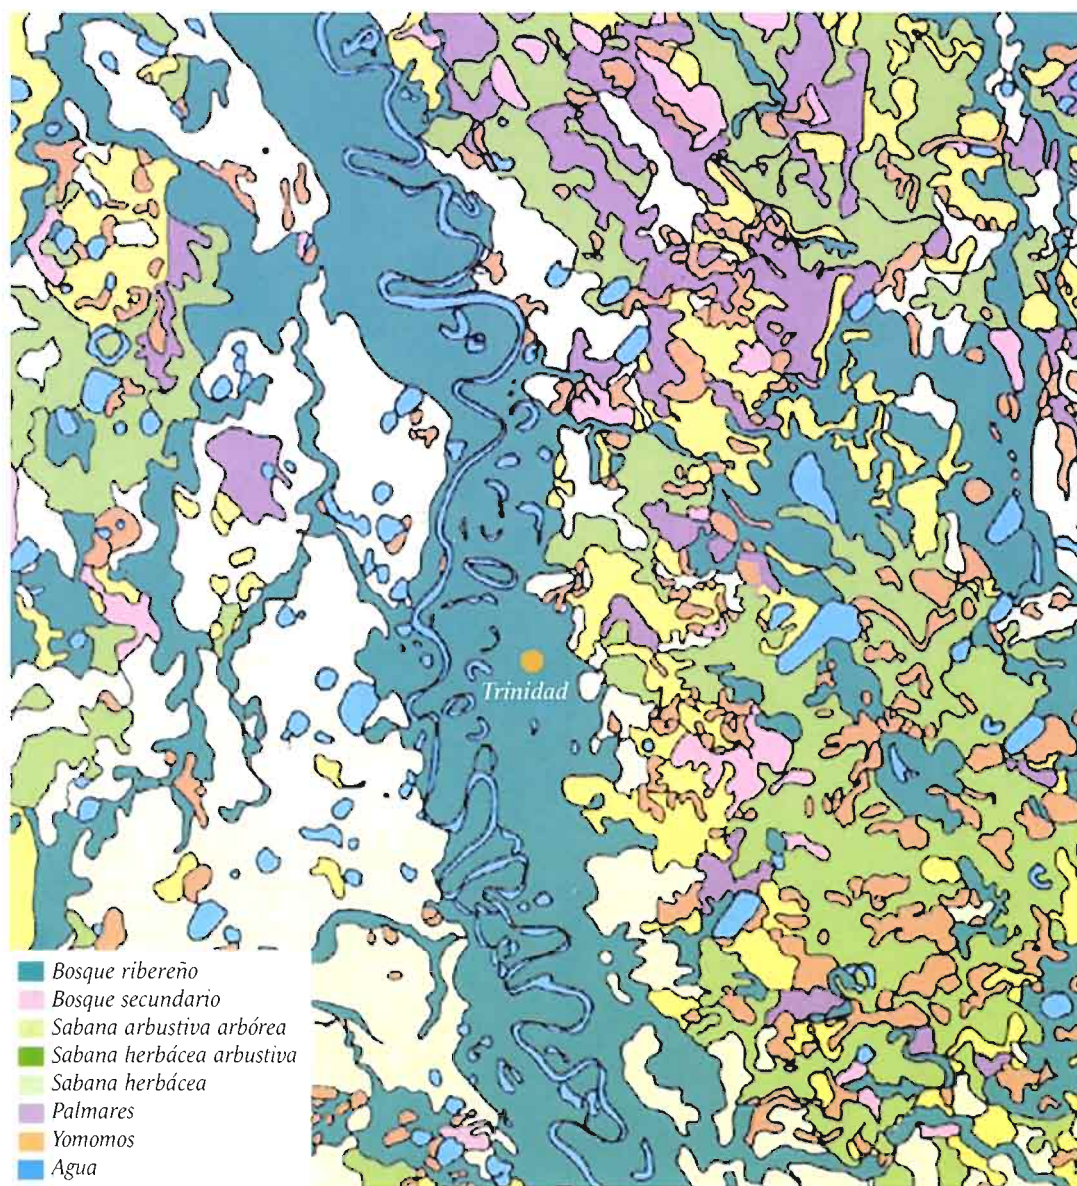 Trinidad
Bosque ribereño
Bosque secundario
Sabana arbustiva arbórea
Sabana herbácea arbustiva
Sabana herbácea
Palmares
Yomomos
Agua